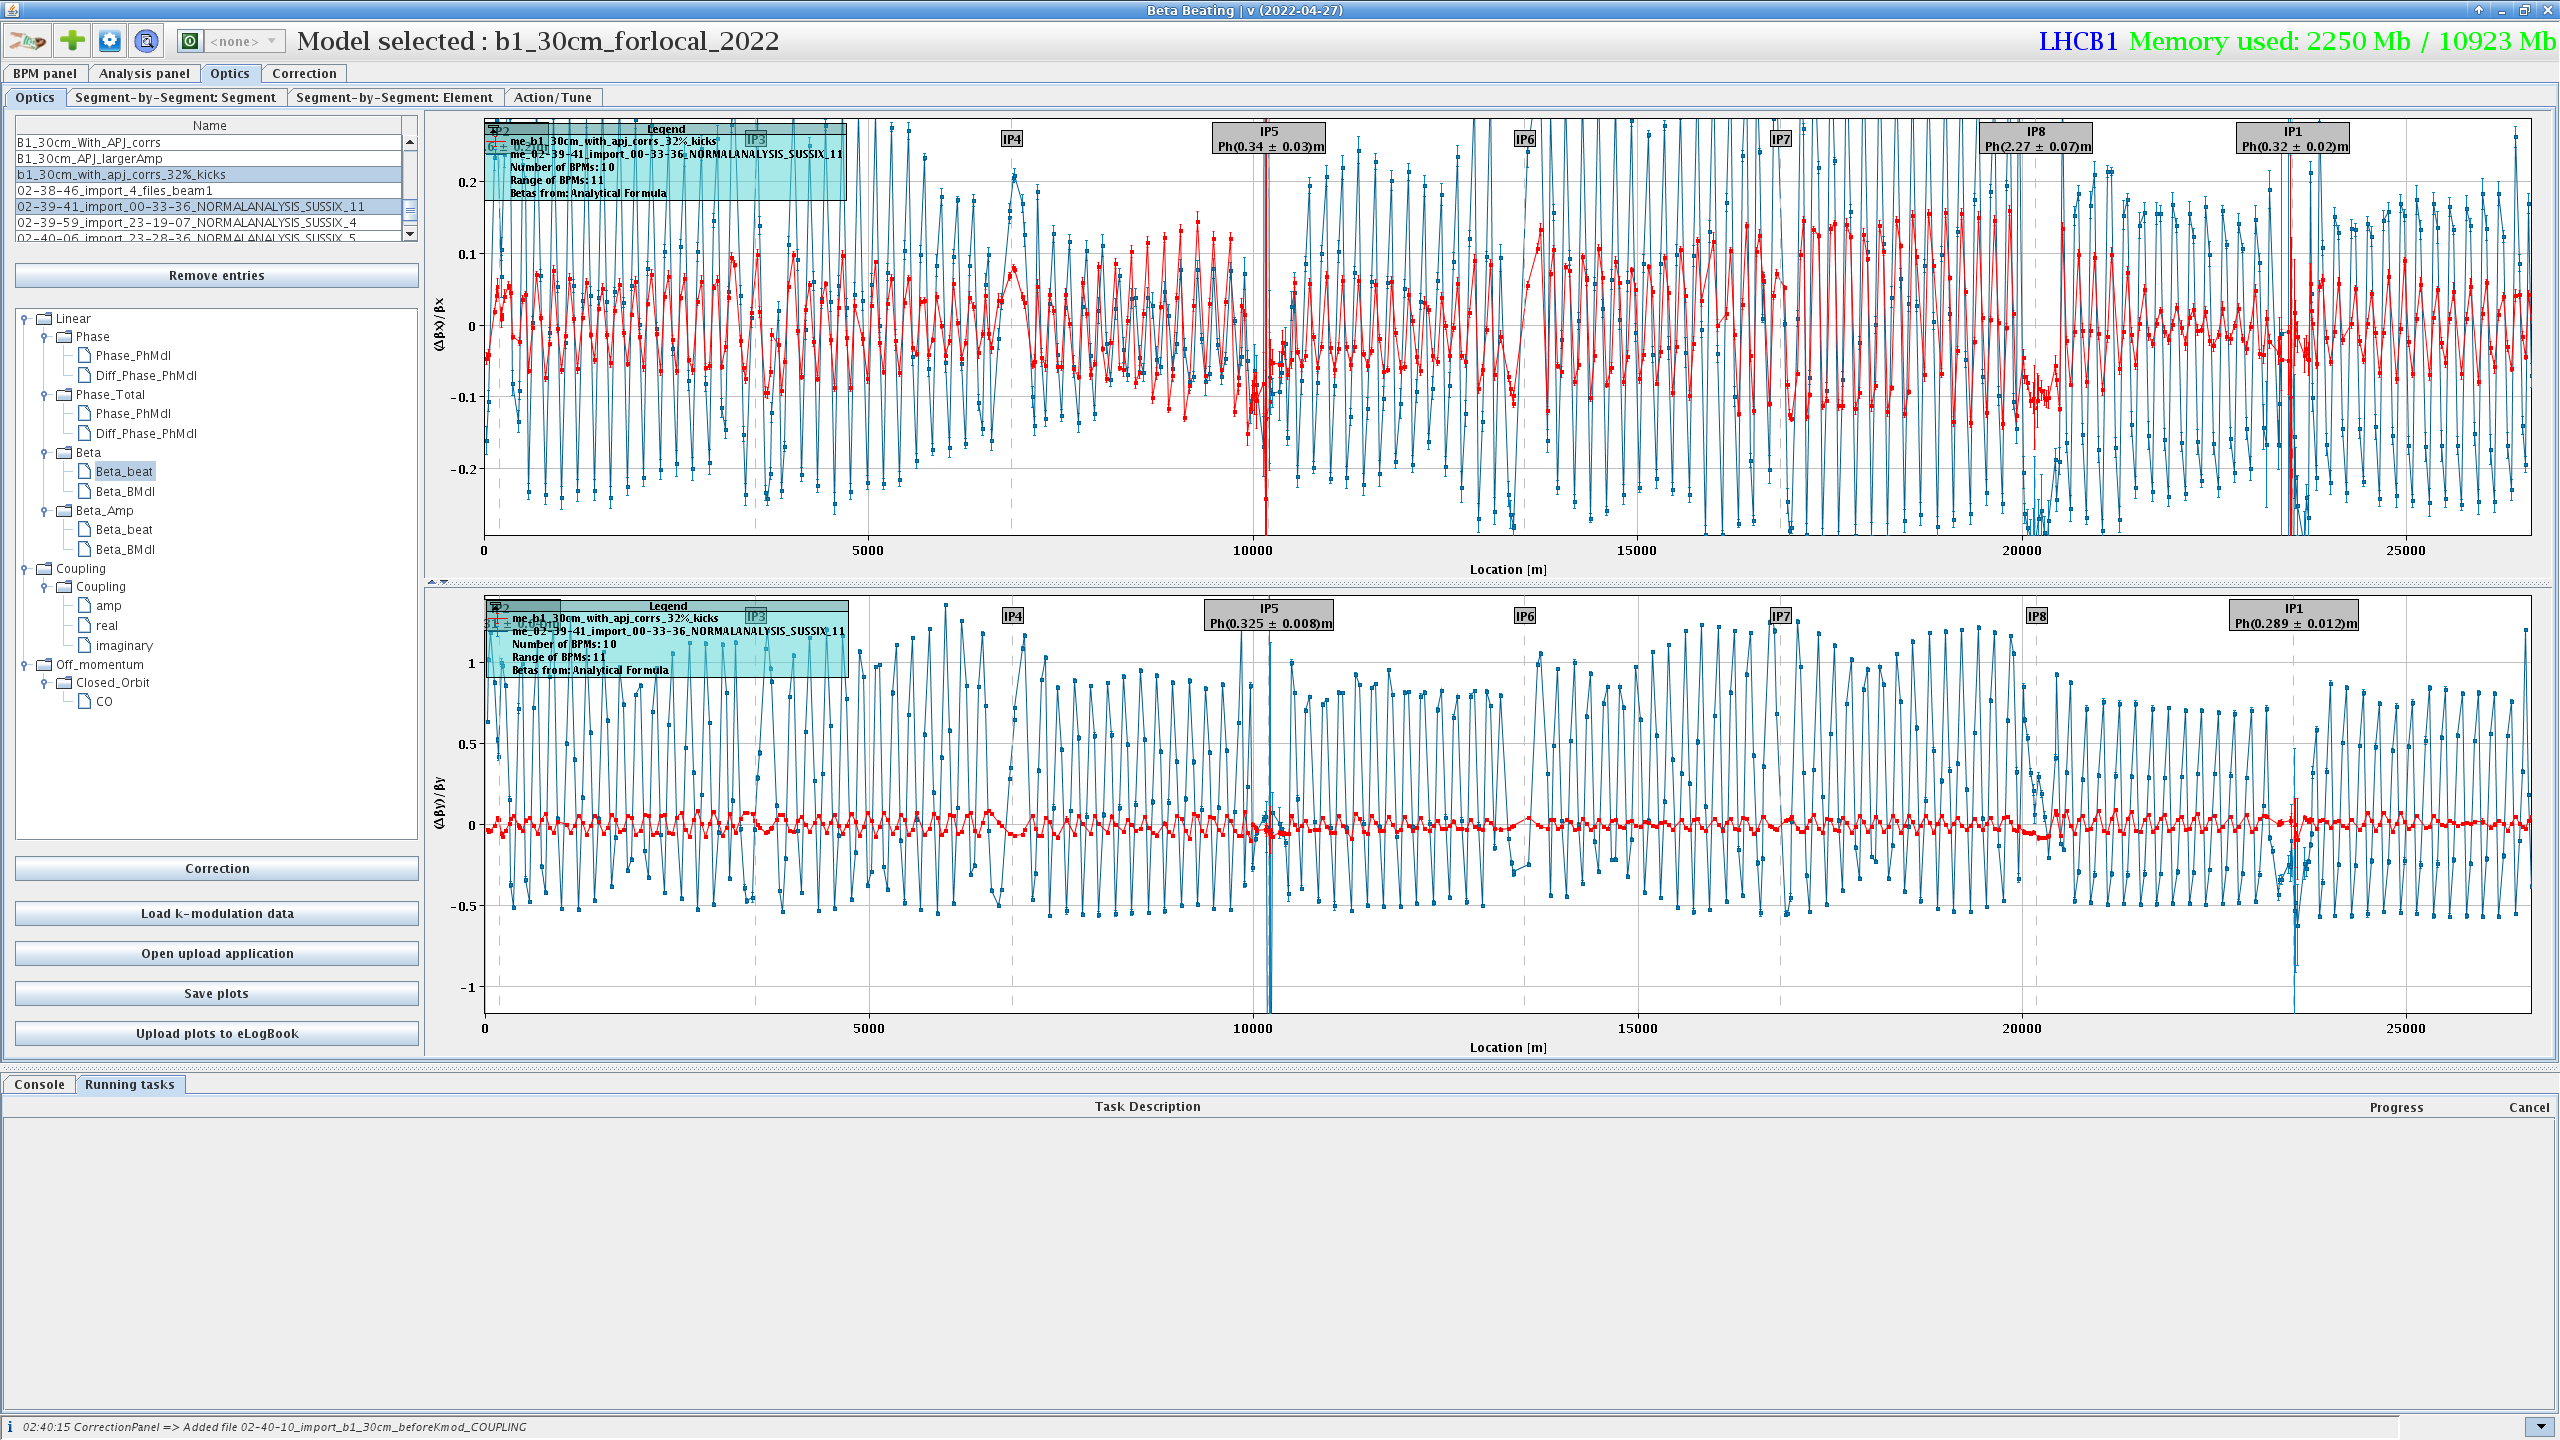 Beta Beating | v (2022-04-27)
<none>
Model selected : b1_30cm_forlocal_2022
LHCB1 Memory used: 2250 Mb / 10923 Mb
BPM panel
Analysis panel
Optics
Correction
Optics
Segment-by-Segment: Segment
Segment-by-Segment: Element
Action/Tune
Name
B1_30cm_With_APJ_corrs
B1_30cm_APJ_largerAmp
b1_30cm_with_apj_corrs_32%_kicks
02-38-46_import_4_files_beam1
02-39-41_import_00-33-36_NORMALANALYSIS_SUSSIX_11
02-39-59_import_23-19-07_NORMALANALYSIS_SUSSIX_4
02-40-06_import_23-28-36_NORMALANALYSIS_SUSSIX_5
Remove entries
Linear
Phase
Phase_PhMdl
Diff_Phase_PhMdl
Phase_Total
Phase_PhMdl
Diff_Phase_PhMdl
Beta
Beta_beat
Beta_BMdl
Beta_Amp
Beta_beat
Beta_BMdl
Coupling
Coupling
amp
real
imaginary
Off_momentum
Closed_Orbit
CO
Correction
Load k-modulation data
Open upload application
Save plots
Upload plots to eLogBook
Legend
me_b1_30cm_with_apj_corrs_32%_kicks
me_02-39-41_import_00-33-36_NORMALANALYSIS_SUSSIX_11
Number of BPMs: 10
Range of BPMs: 11
Betas from: Analytical Formula
IP3
IP4
IP5
Ph(0.34 ± 0.03)m
IP6
IP7
IP8
Ph(2.27 ± 0.07)m
IP1
Ph(0.32 ± 0.02)m
(Δβx)/βx
0.2
0.1
0
-0.1
-0.2
0
5000
10000
15000
20000
25000
Location [m]
Legend
me_b1_30cm_with_apj_corrs_32%_kicks
me_02-39-41_import_00-33-36_NORMALANALYSIS_SUSSIX_11
Number of BPMs: 10
Range of BPMs: 11
Betas from: Analytical Formula
IP3
IP4
IP5
Ph(0.325 ± 0.008)m
IP6
IP7
IP8
IP1
Ph(0.289 ± 0.012)m
(Δβy)/βy
1
0.5
0
-0.5
-1
0
5000
10000
15000
20000
25000
Location [m]
Console
Running tasks
Task Description
Progress
Cancel
02:40:15 CorrectionPanel => Added file 02-40-10_import_b1_30cm_beforeKmod_COUPLING